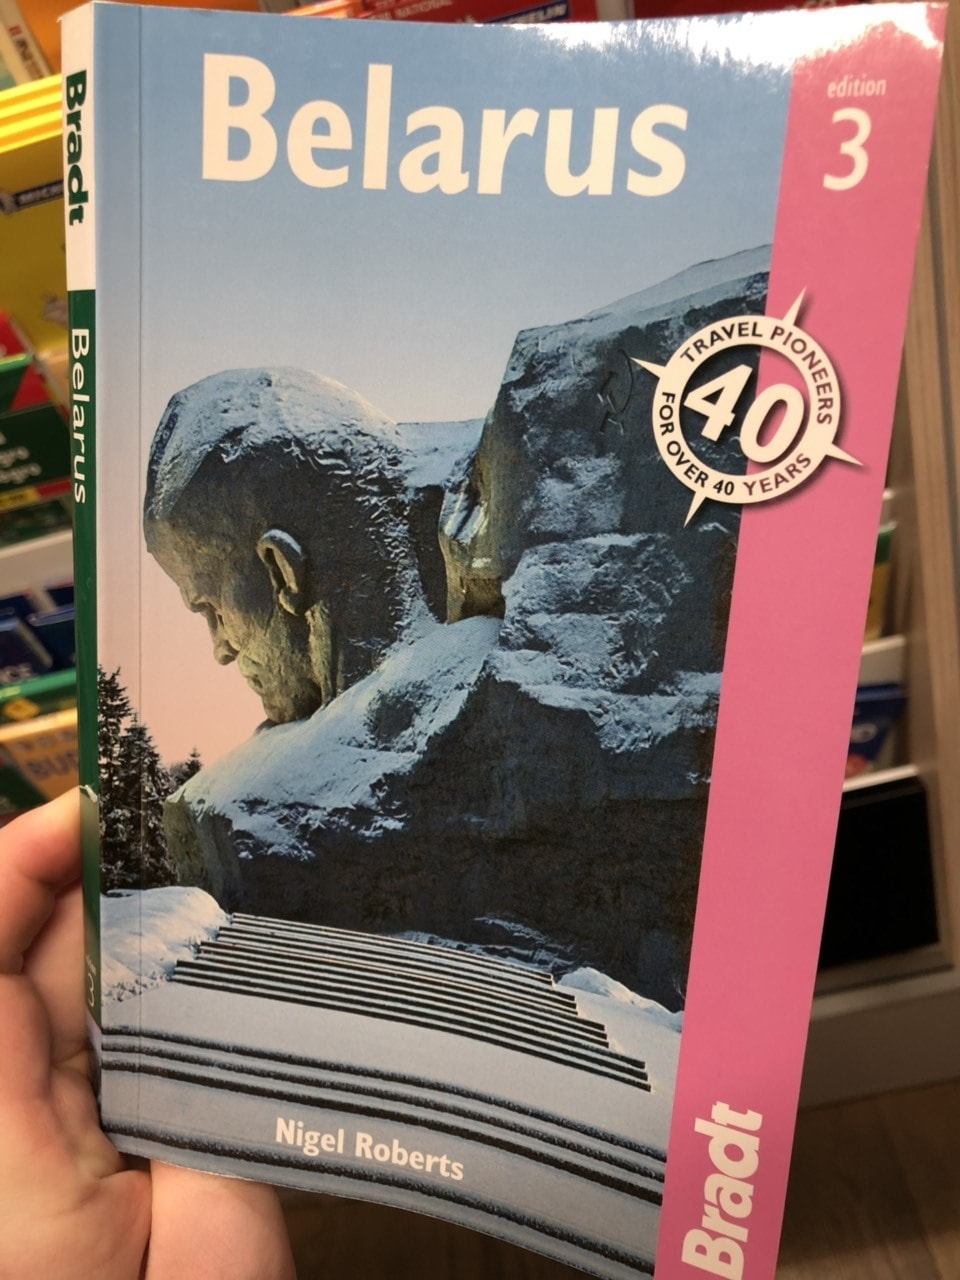 Belarus
edition
3
TRAVEL PIONEERS
40
FOR OVER 40 YEARS
Nigel Roberts
Bradt
Bradt
Belarus